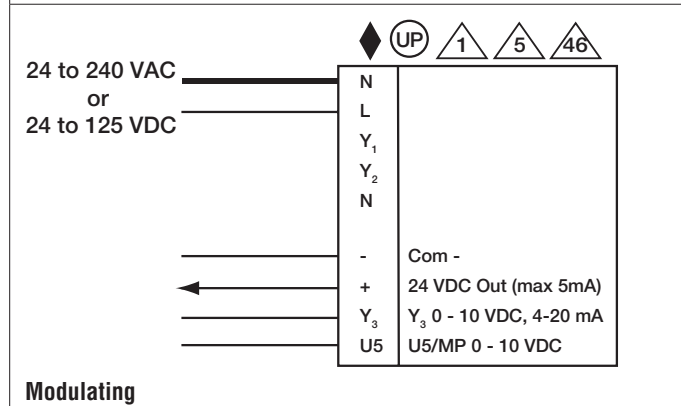 UP 1 5 46
24 to 240 VAC
or
24 to 125 VDC
N
L
Y₁
Y₂
N
- Com -
+ 24 VDC Out (max 5mA)
Y₃ Y₃ 0 - 10 VDC, 4-20 mA
U5 U5/MP 0 - 10 VDC
Modulating